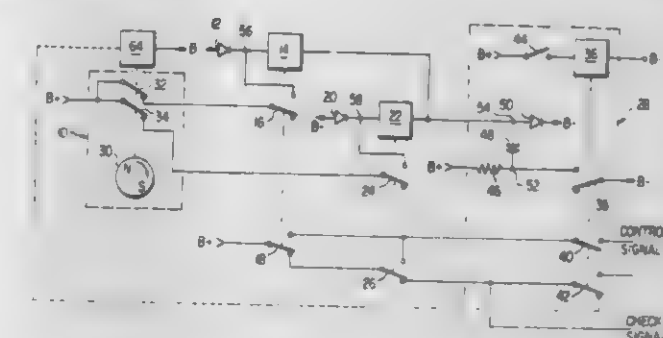 64
B-
12
56
14
44
B+
36
B-
32
B+
34
10
30
N
S
16
20
B-
58
22
54
50
B-
28
48
B+
46
52
B-
38
24
B+
18
26
40
CONTROL
SIGNAL
42
CHECK
SIGNAL